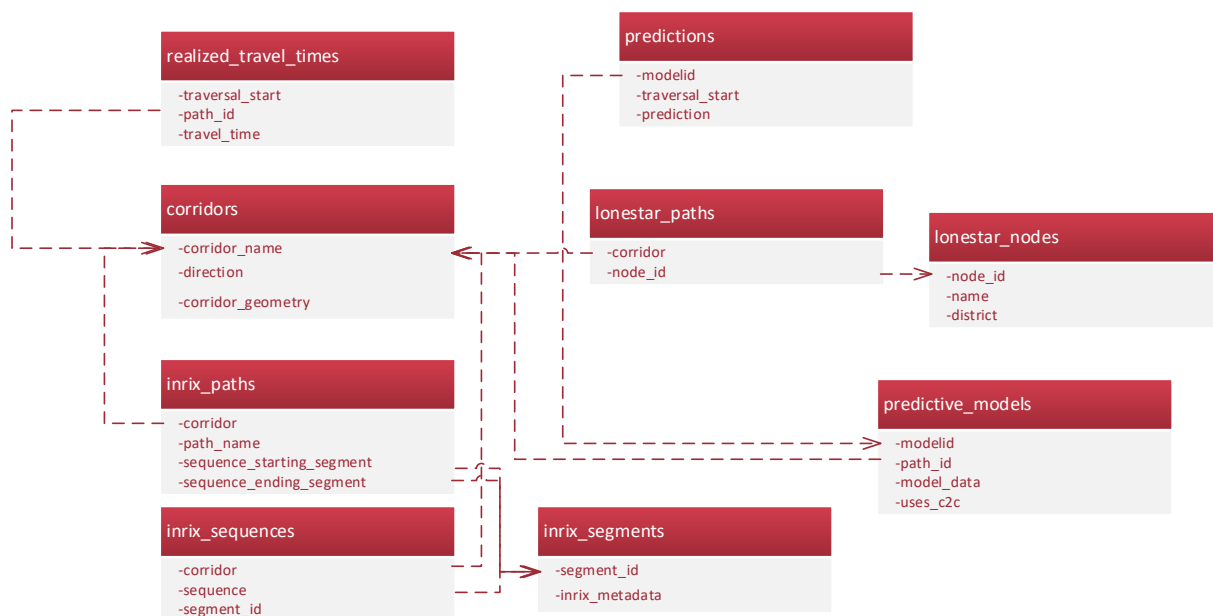 realized_travel_times
-traversal_start
-path_id
-travel_time
predictions
-modelid
-traversal_start
-prediction
corridors
-corridor_name
-direction
-corridor_geometry
lonestar_paths
-corridor
-node_id
lonestar_nodes
-node_id
-name
-district
inrix_paths
-corridor
-path_name
-sequence_starting_segment
-sequence_ending_segment
predictive_models
-modelid
-path_id
-model_data
-uses_c2c
inrix_sequences
-corridor
-sequence
-segment_id
inrix_segments
-segment_id
-inrix_metadata